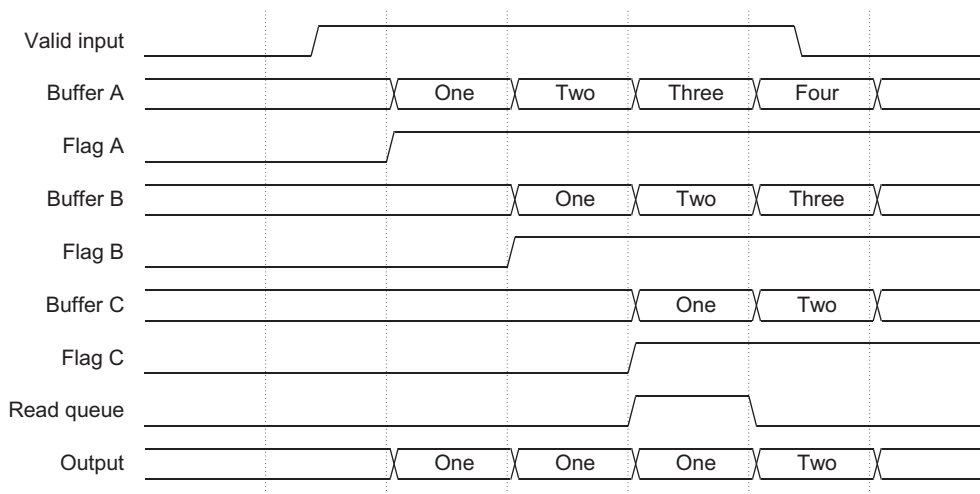 Valid input
Buffer A One Two Three Four
Flag A
Buffer B One Two Three
Flag B
Buffer C One Two
Flag C
Read queue
Output One One One Two